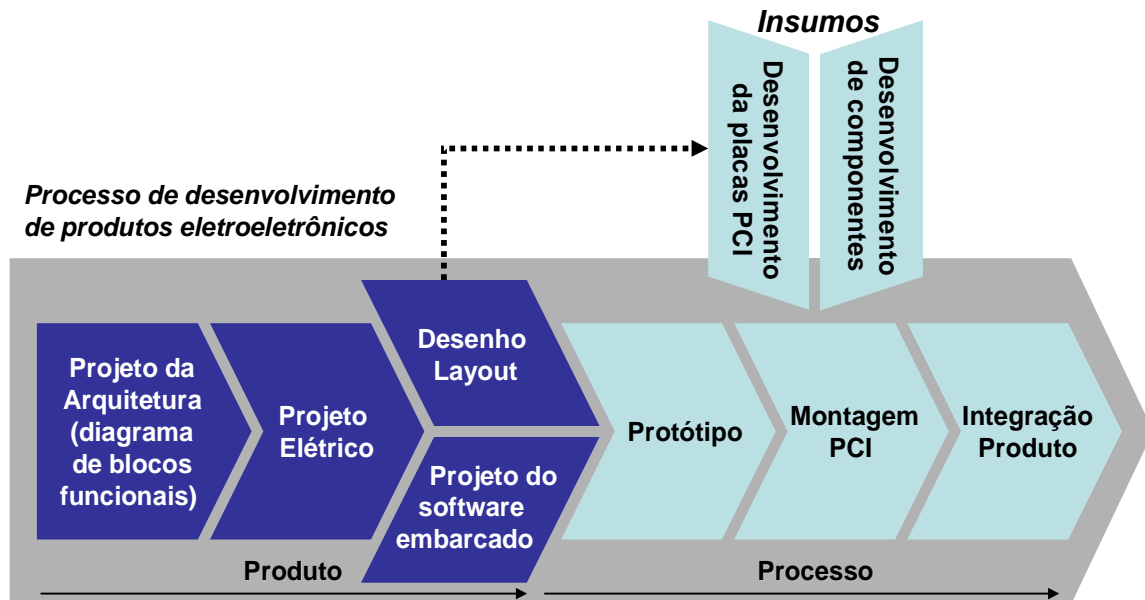 Insumos
Desenvolvimento
da placas PCI
Desenvolvimento
de componentes
Processo de desenvolvimento
de produtos eletroeletrônicos
Projeto da
Arquitetura
(diagrama
de blocos
funcionais)
Projeto
Elétrico
Desenho
Layout
Projeto do
software
embarcado
Protótipo
Montagem
PCI
Integração
Produto
Produto
Processo